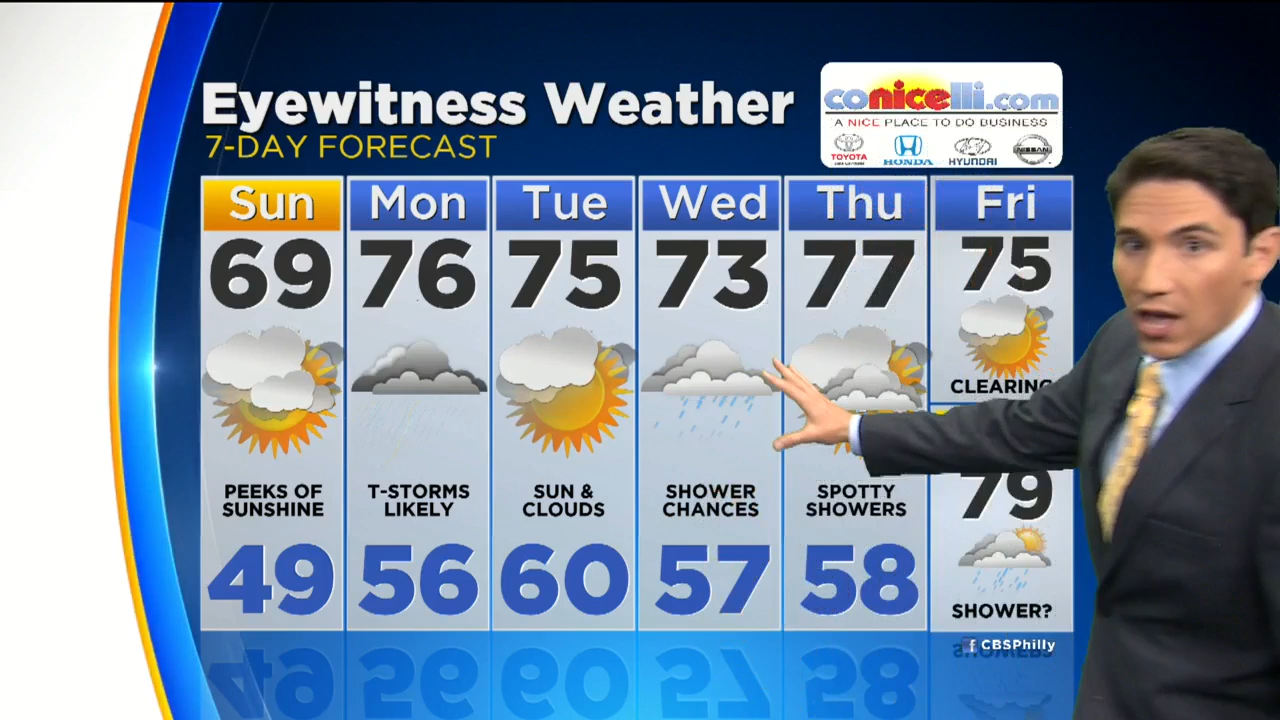 Eyewitness Weather
7-DAY FORECAST
conicelli.com
A NICE PLACE TO DO BUSINESS
TOYOTA
HONDA
HYUNDAI
NISSAN
Sun
Mon
Tue
Wed
Thu
Fri
69
76
75
73
77
75
CLEARING
PEEKS OF
SUNSHINE
T-STORMS
LIKELY
SUN &
CLOUDS
SHOWER
CHANCES
SPOTTY
SHOWERS
79
49
56
60
57
58
SHOWER?
f CBSPhilly